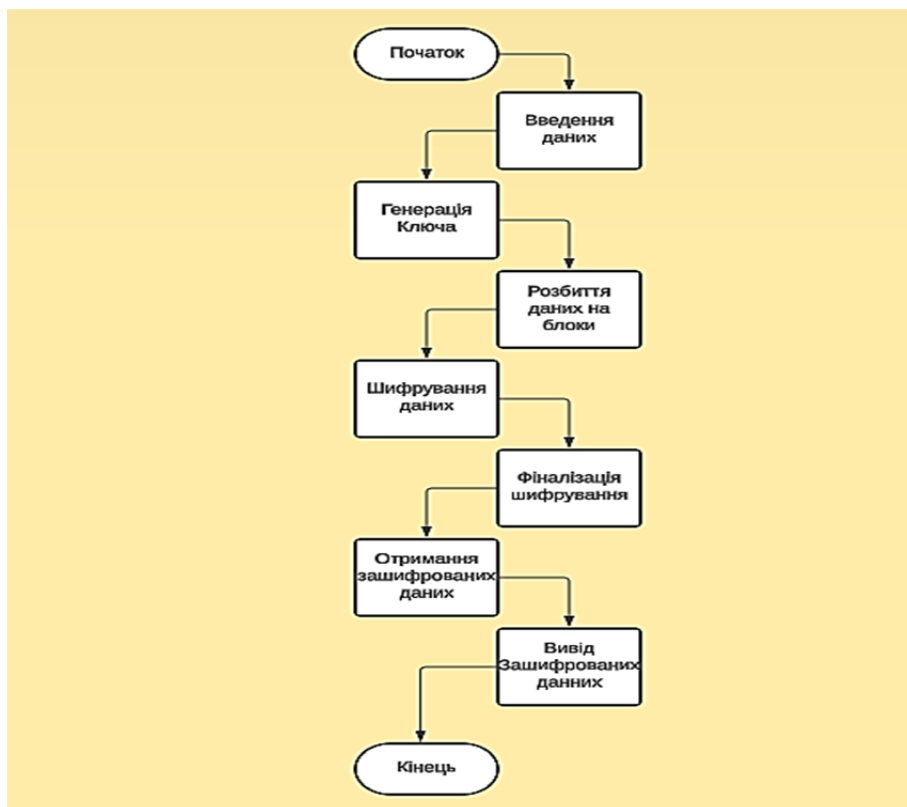 Початок
Введення
даних
Генерація
Ключа
Розбиття
даних на
блоки
Шифрування
даних
Фіналізація
шифрування
Отримання
зашифрованих
даних
Вивід
Зашифрованих
данних
Кінець